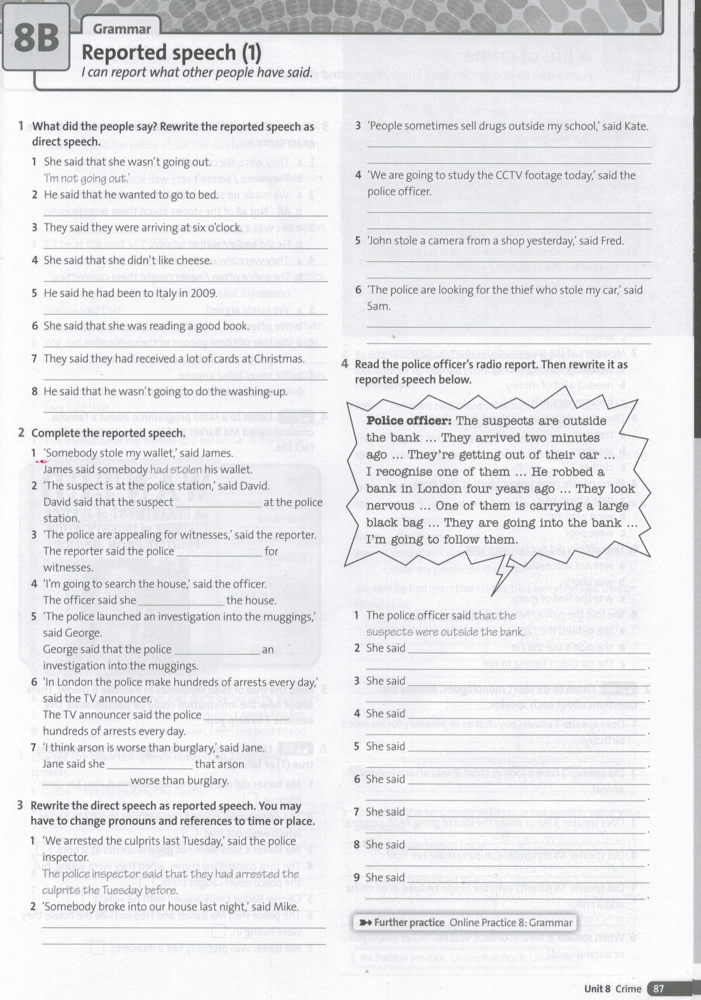 8B
Grammar
Reported speech (1)
I can report what other people have said.
1 What did the people say? Rewrite the reported speech as
direct speech.
1 She said that she wasn't going out.
'I'm not going out.'
2 He said that he wanted to go to bed.
3 They said they were arriving at six o'clock.
4 She said that she didn't like cheese.
5 He said he had been to Italy in 2009.
6 She said that she was reading a good book.
7 They said they had received a lot of cards at Christmas.
8 He said that he wasn't going to do the washing-up.
2 Complete the reported speech.
1 'Somebody stole my wallet,' said James.
James said somebody had stolen his wallet.
2 'The suspect is at the police station,' said David.
David said that the suspect ____ at the police
station.
3 'The police are appealing for witnesses,' said the reporter.
The reporter said the police ____ for
witnesses.
4 'I'm going to search the house,' said the officer.
The officer said she ____ the house.
5 'The police launched an investigation into the muggings,'
said George.
George said that the police ____ an
investigation into the muggings.
6 'In London the police make hundreds of arrests every day,'
said the TV announcer.
The TV announcer said the police ____
hundreds of arrests every day.
7 'I think arson is worse than burglary,' said Jane.
Jane said she ____ that arson
____ worse than burglary.
3 Rewrite the direct speech as reported speech. You may
have to change pronouns and references to time or place.
1 'We arrested the culprits last Tuesday,' said the police
inspector.
The police inspector said that they had arrested the
culprits the Tuesday before.
2 'Somebody broke into our house last night,' said Mike.
3 'People sometimes sell drugs outside my school,' said Kate.
4 'We are going to study the CCTV footage today,' said the
police officer.
5 'John stole a camera from a shop yesterday,' said Fred.
6 'The police are looking for the thief who stole my car,' said
Sam.
4 Read the police officer's radio report. Then rewrite it as
reported speech below.
Police officer: The suspects are outside
the bank ... They arrived two minutes
ago ... They're getting out of their car ...
I recognise one of them ... He robbed a
bank in London four years ago ... They look
nervous ... One of them is carrying a large
black bag ... They are going into the bank ...
I'm going to follow them.
1 The police officer said that the
suspects were outside the bank.
2 She said ____
____.
3 She said ____
____.
4 She said ____
____.
5 She said ____
____.
6 She said ____
____.
7 She said ____
____.
8 She said ____
____.
9 She said ____
____.
Further practice Online Practice 8: Grammar
Unit 8 Crime 87